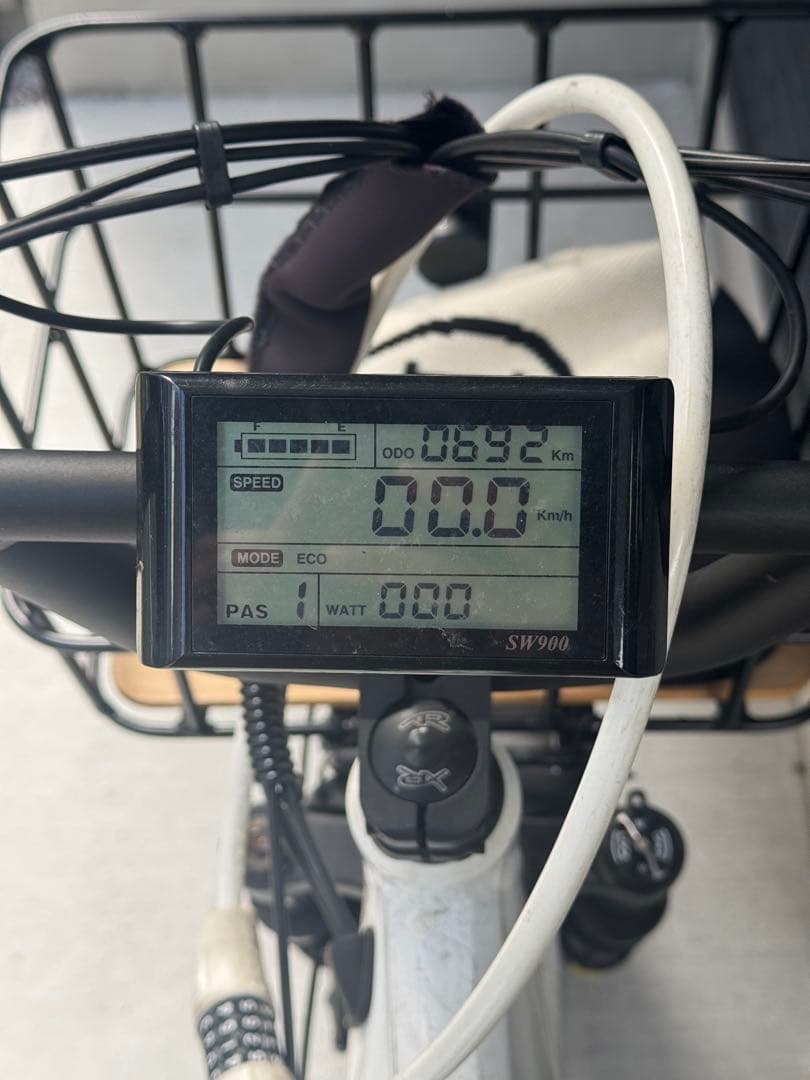 F E
ODO 0692 Km
SPEED
00.0 Km/h
MODE ECO
PAS 1 WATT 000
SW900